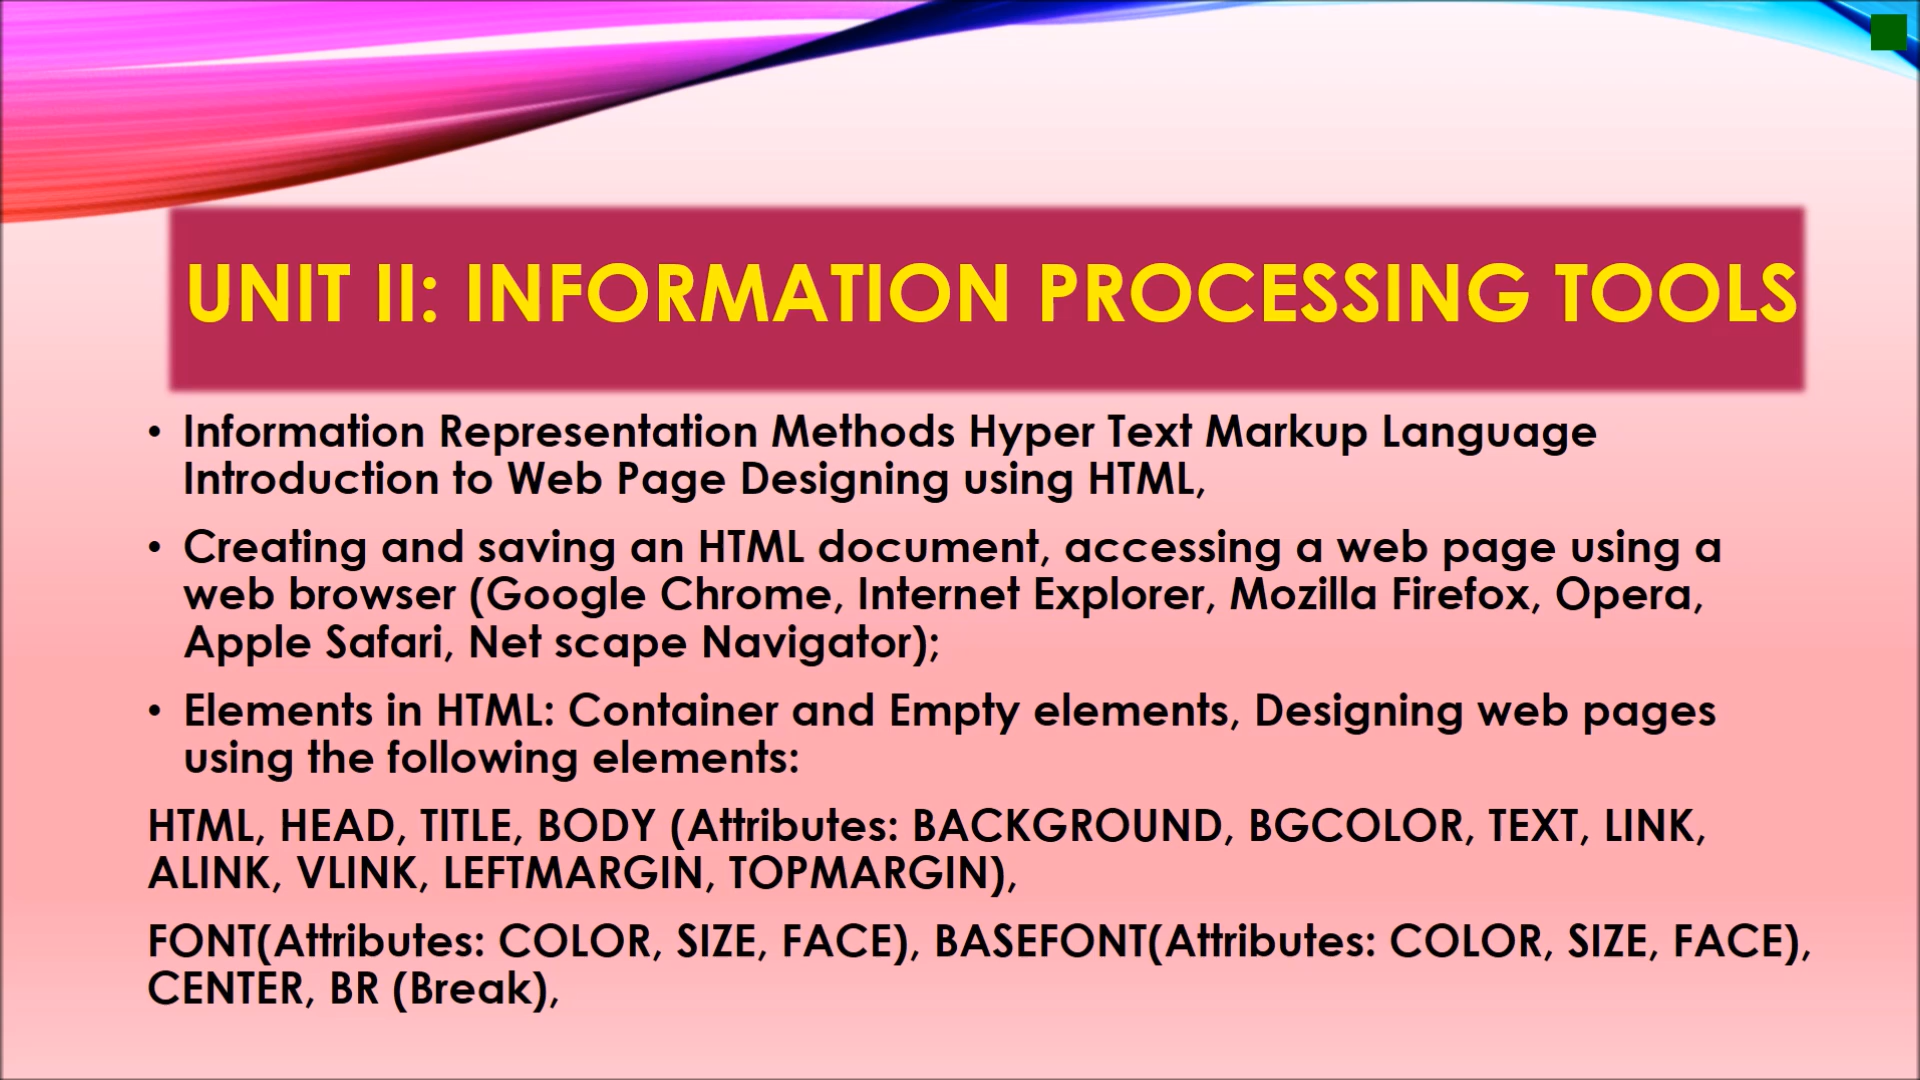 UNIT II: INFORMATION PROCESSING TOOLS
• Information Representation Methods Hyper Text Markup Language
Introduction to Web Page Designing using HTML,
• Creating and saving an HTML document, accessing a web page using a
web browser (Google Chrome, Internet Explorer, Mozilla Firefox, Opera,
Apple Safari, Net scape Navigator);
• Elements in HTML: Container and Empty elements, Designing web pages
using the following elements:
HTML, HEAD, TITLE, BODY (Attributes: BACKGROUND, BGCOLOR, TEXT, LINK,
ALINK, VLINK, LEFTMARGIN, TOPMARGIN),
FONT(Attributes: COLOR, SIZE, FACE), BASEFONT(Attributes: COLOR, SIZE, FACE),
CENTER, BR (Break),